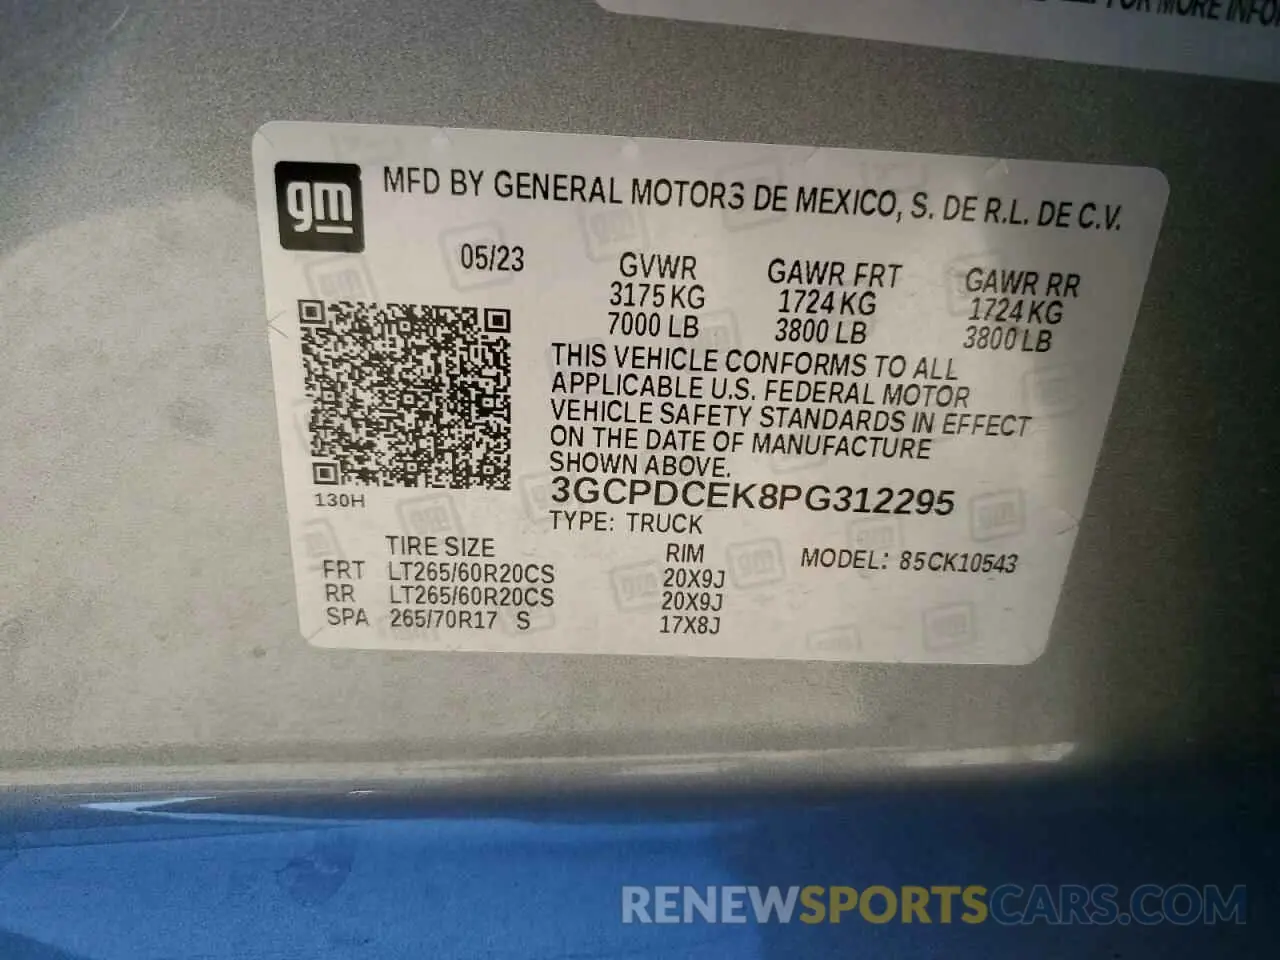 FOR MORE INFO
gm
MFD BY GENERAL MOTORS DE MEXICO, S. DE R.L. DE C.V.
05/23
GVWR GAWR FRT GAWR RR
3175 KG 1724 KG 1724 KG
7000 LB 3800 LB 3800 LB
THIS VEHICLE CONFORMS TO ALL
APPLICABLE U.S. FEDERAL MOTOR
VEHICLE SAFETY STANDARDS IN EFFECT
ON THE DATE OF MANUFACTURE
SHOWN ABOVE.
130H
3GCPDCEK8PG312295
TYPE: TRUCK
TIRE SIZE RIM MODEL: 85CK10543
FRT LT265/60R20CS 20X9J
RR LT265/60R20CS 20X9J
SPA 265/70R17 S 17X8J
RENEWSPORTSCARS.COM